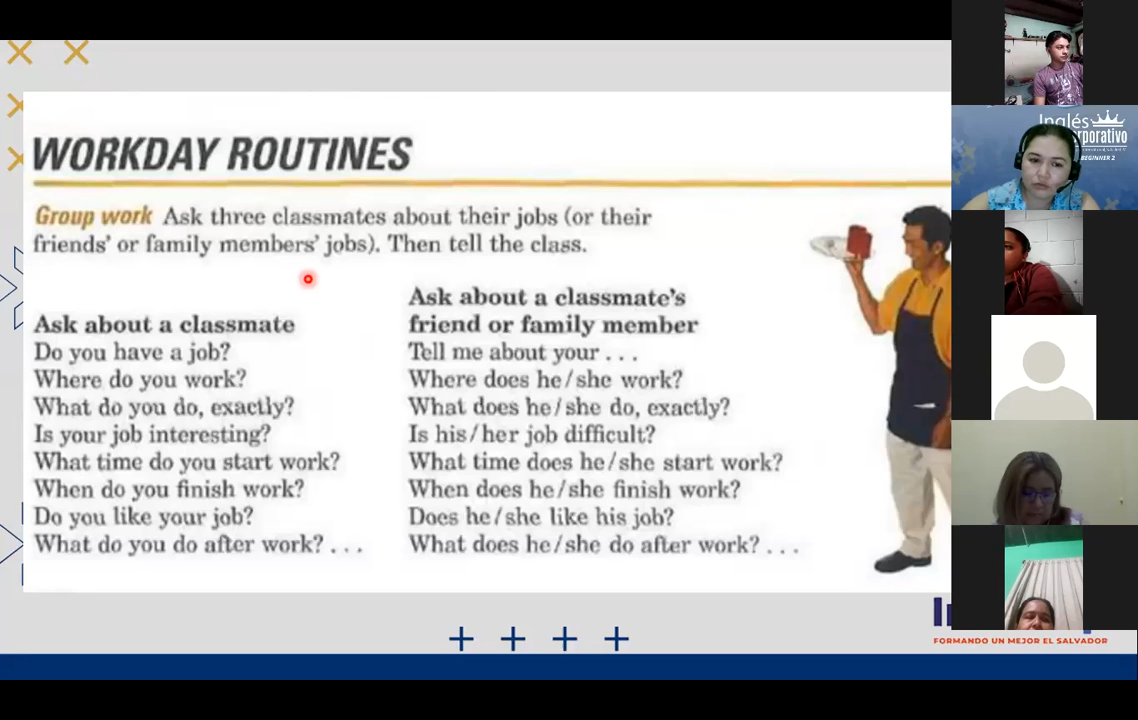 WORKDAY ROUTINES
Group work Ask three classmates about their jobs (or their
friends' or family members' jobs). Then tell the class.
Ask about a classmate
Do you have a job?
Where do you work?
What do you do, exactly?
Is your job interesting?
What time do you start work?
When do you finish work?
Do you like your job?
What do you do after work? . . .
Ask about a classmate's
friend or family member
Tell me about your . . .
Where does he/she work?
What does he/she do, exactly?
Is his/her job difficult?
What time does he/she start work?
When does he/she finish work?
Does he/she like his job?
What does he/she do after work? . . .
FORMANDO UN MEJOR EL SALVADOR
Inglés
BEGINNER 2